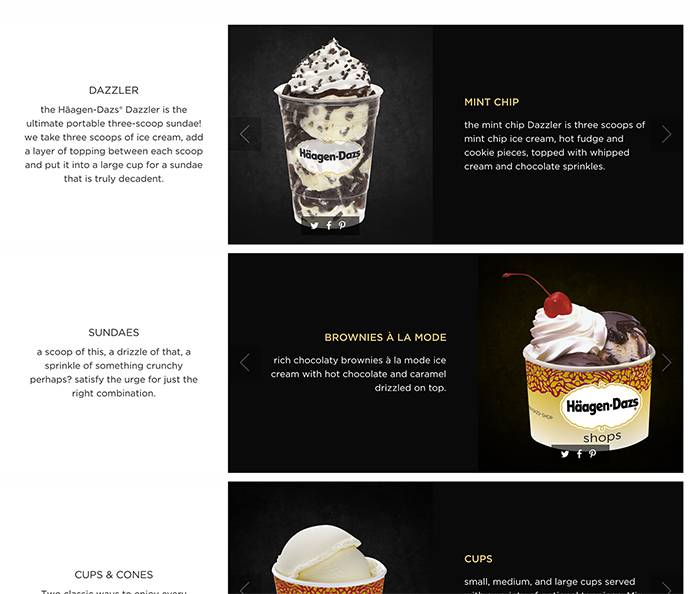 DAZZLER
the Häagen-Dazs® Dazzler is the
ultimate portable three-scoop sundae!
we take three scoops of ice cream, add
a layer of topping between each scoop
and put it into a large cup for a sundae
that is truly decadent.
Häagen-Dazs
MINT CHIP
the mint chip Dazzler is three scoops of
mint chip ice cream, hot fudge and
cookie pieces, topped with whipped
cream and chocolate sprinkles.
SUNDAES
a scoop of this, a drizzle of that, a
sprinkle of something crunchy
perhaps? satisfy the urge for just the
right combination.
BROWNIES À LA MODE
rich chocolaty brownies à la mode ice
cream with hot chocolate and caramel
drizzled on top.
Häagen-Dazs
shops
CUPS & CONES
Two classic ways to enjoy every
CUPS
small, medium, and large cups served